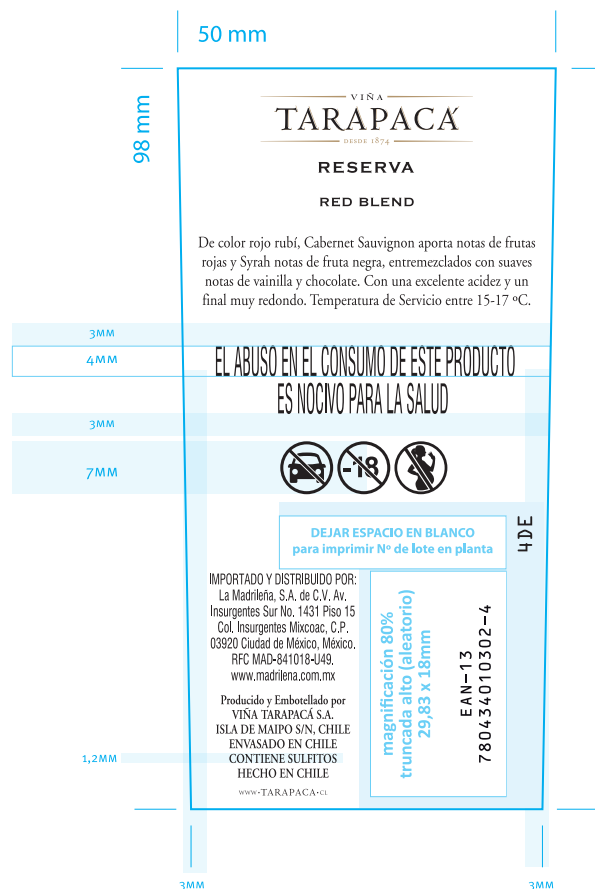 50 mm
98 mm
VIÑA
TARAPACÁ
DESDE 1874
RESERVA
RED BLEND
De color rojo rubí, Cabernet Sauvignon aporta notas de frutas
rojas y Syrah notas de fruta negra, entremezclados con suaves
notas de vainilla y chocolate. Con una excelente acidez y un
final muy redondo. Temperatura de Servicio entre 15-17 ºC.
3MM
4MM
EL ABUSO EN EL CONSUMO DE ESTE PRODUCTO
ES NOCIVO PARA LA SALUD
3MM
7MM
-18
DEJAR ESPACIO EN BLANCO
para imprimir Nº de lote en planta
4DE
IMPORTADO Y DISTRIBUIDO POR:
La Madrileña, S.A. de C.V. Av.
Insurgentes Sur No. 1431 Piso 15
Col. Insurgentes Mixcoac, C.P.
03920 Ciudad de México, México.
RFC MAD-841018-U49.
www.madrilena.com.mx
Producido y Embotellado por
VIÑA TARAPACÁ S.A.
ISLA DE MAIPO S/N, CHILE
ENVASADO EN CHILE
CONTIENE SULFITOS
HECHO EN CHILE
WWW·TARAPACA·CL
1,2MM
magnificación 80%
truncada alto (aleatorio)
29,83 x 18mm
EAN-13
7804340103024-4
3MM
3MM